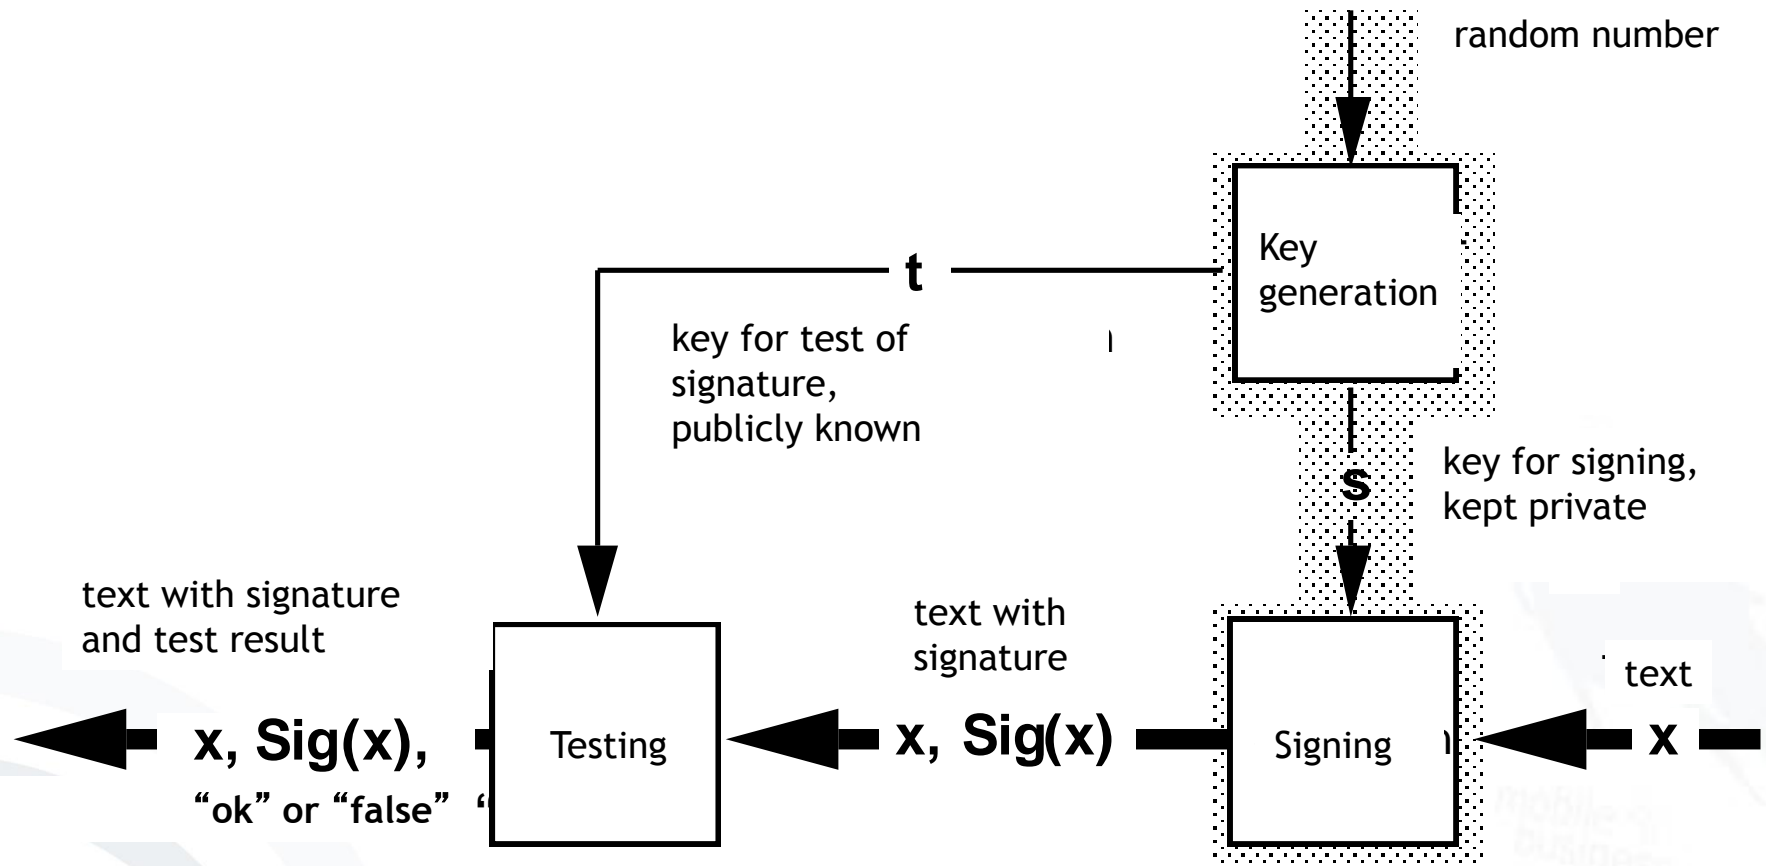 random number
Key
generation
t
key for test of
signature,
publicly known
s
key for signing,
kept private
text with signature
and test result
text with
signature
text
x, Sig(x),
Testing
x, Sig(x)
Signing
x
“ok” or “false”